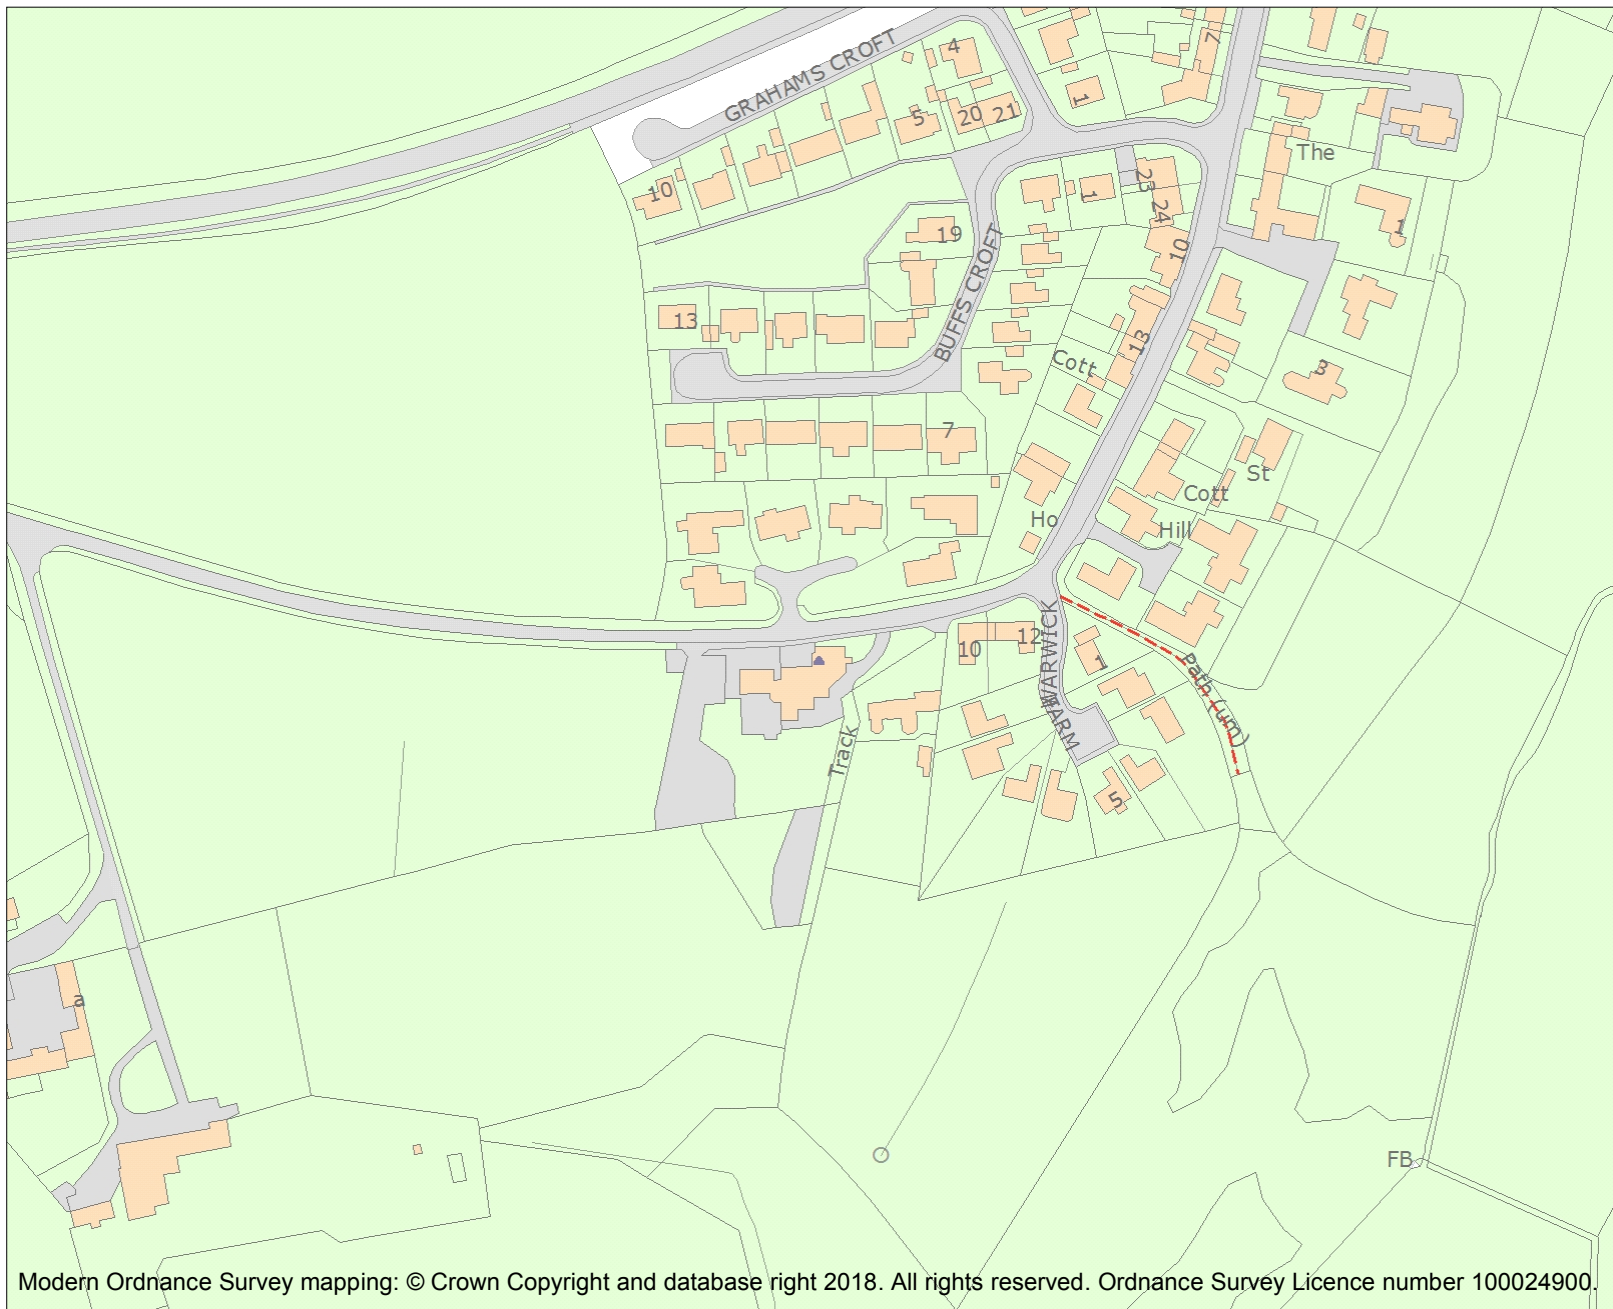 GRAHAMS CROFT
4
7
1
5
20
21
The
10
23
1
24
1
19
10
BUFFS CROFT
13
13
Cott
3
7
St
Cott
Ho
Hill
12
10
WARWICK
1
Path (um)
FARM
Track
5
a
FB
Modern Ordnance Survey mapping: © Crown Copyright and database right 2018. All rights reserved. Ordnance Survey Licence number 100024900.